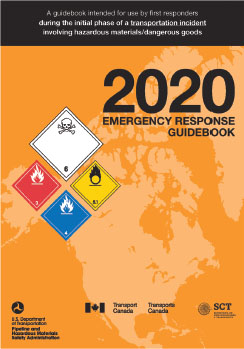 A guidebook intended for use by first responders
during the initial phase of a transportation incident
involving hazardous materials/dangerous goods
2020
EMERGENCY RESPONSE
GUIDEBOOK
6
3
5.1
4
U.S. Department
of Transportation
Pipeline and
Hazardous Materials
Safety Administration
Transport
Canada
Transports
Canada
SCT